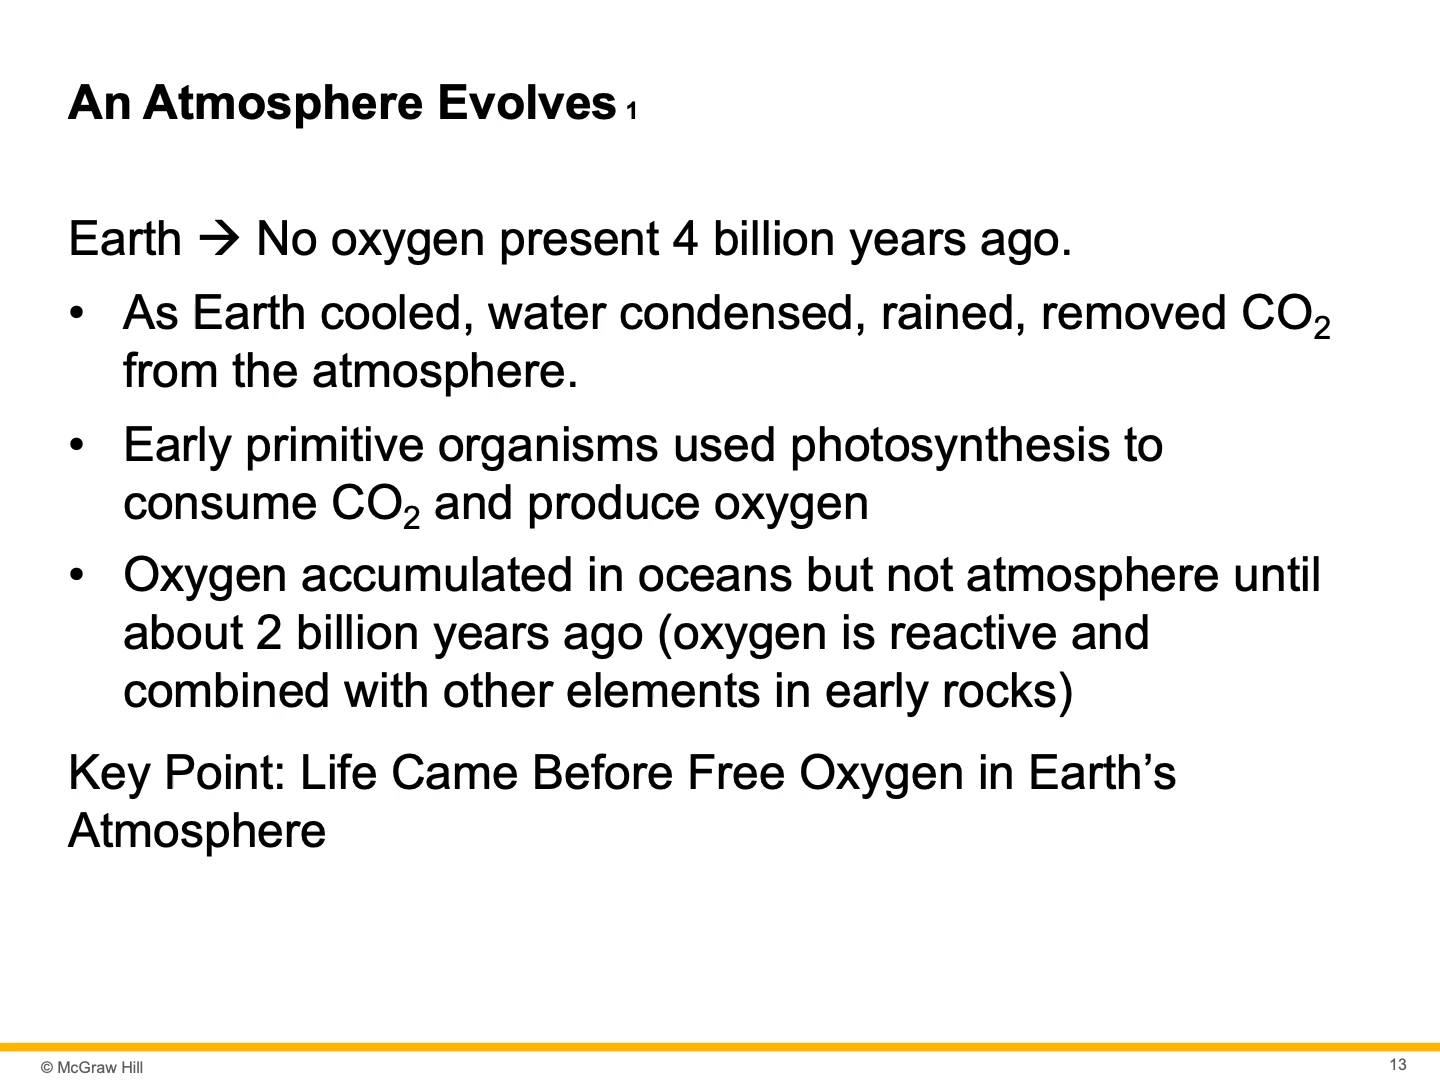 An Atmosphere Evolves 1
Earth → No oxygen present 4 billion years ago.
• As Earth cooled, water condensed, rained, removed CO₂
from the atmosphere.
• Early primitive organisms used photosynthesis to
consume CO₂ and produce oxygen
• Oxygen accumulated in oceans but not atmosphere until
about 2 billion years ago (oxygen is reactive and
combined with other elements in early rocks)
Key Point: Life Came Before Free Oxygen in Earth’s
Atmosphere
© McGraw Hill
13